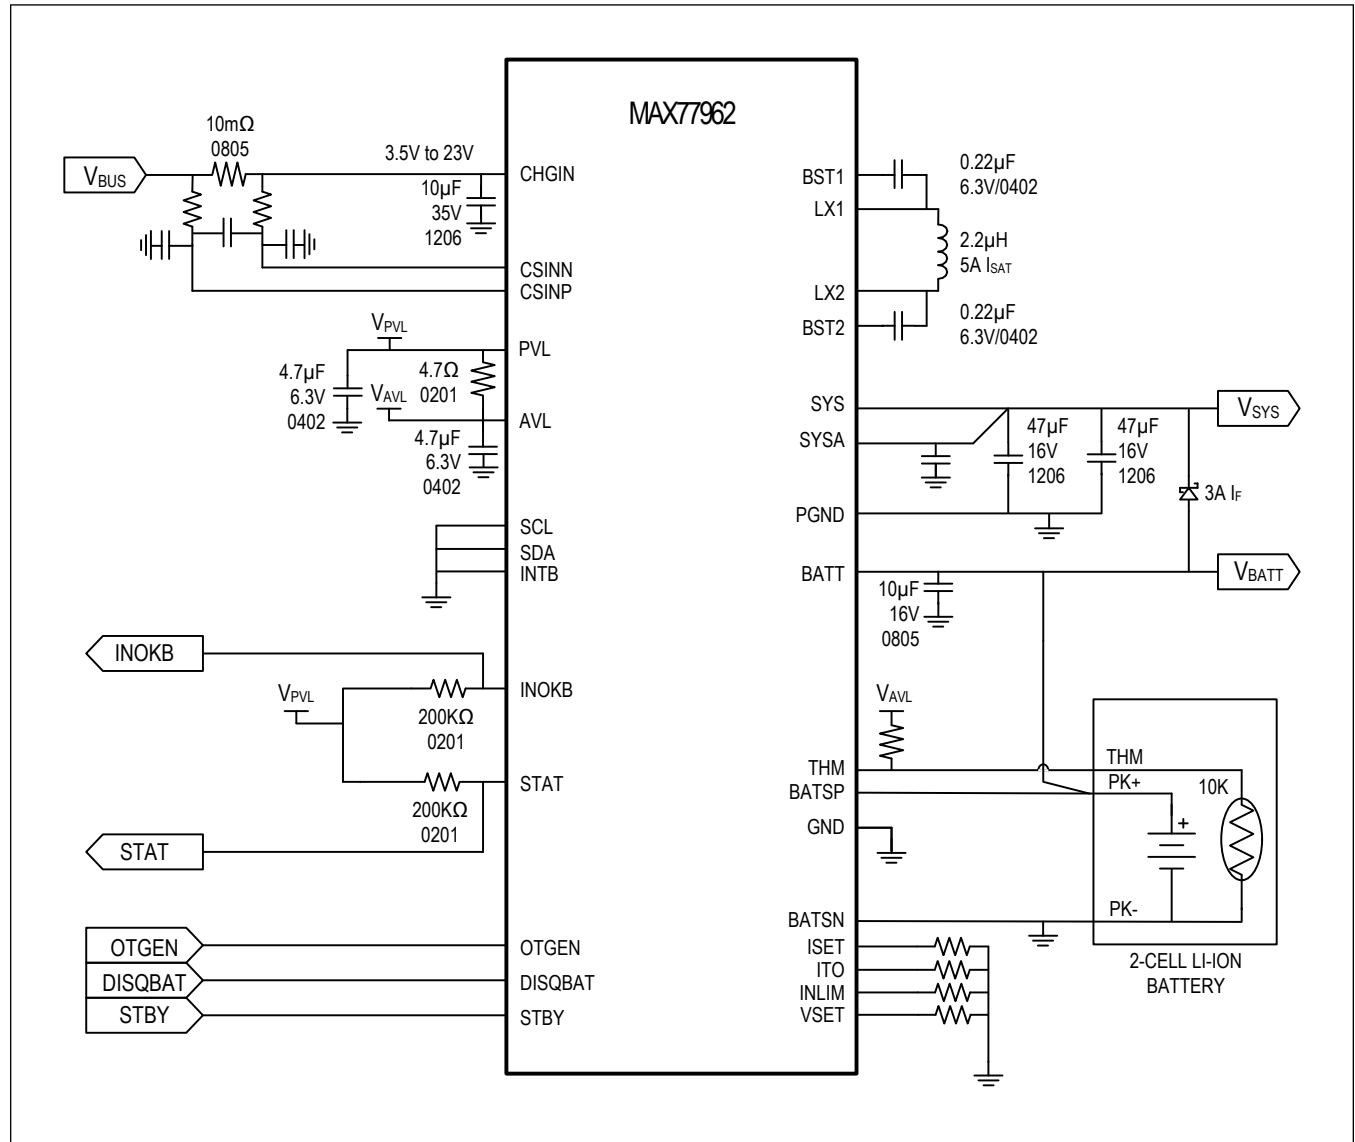 MAX77962
10mΩ
0805
VBUS
3.5V to 23V
CHGIN
10µF
35V
1206
CSINN
CSINP
VPVL
PVL
4.7µF
6.3V
0402
4.7Ω
0201
VAVL
AVL
4.7µF
6.3V
0402
SCL
SDA
INTB
INOKB
INOKB
VPVL
200KΩ
0201
STAT
200KΩ
0201
STAT
OTGEN
OTGEN
DISQBAT
DISQBAT
STBY
STBY
BST1
0.22µF
6.3V/0402
LX1
2.2µH
5A ISAT
LX2
BST2
0.22µF
6.3V/0402
SYS
VSYS
SYSA
47µF
16V
1206
47µF
16V
1206
3A IF
PGND
BATT
VBATT
10µF
16V
0805
VAVL
THM
THM
BATSP
PK+
10K
+
GND
BATSN
PK-
ISET
ITO
INLIM
VSET
2-CELL LI-ION
BATTERY